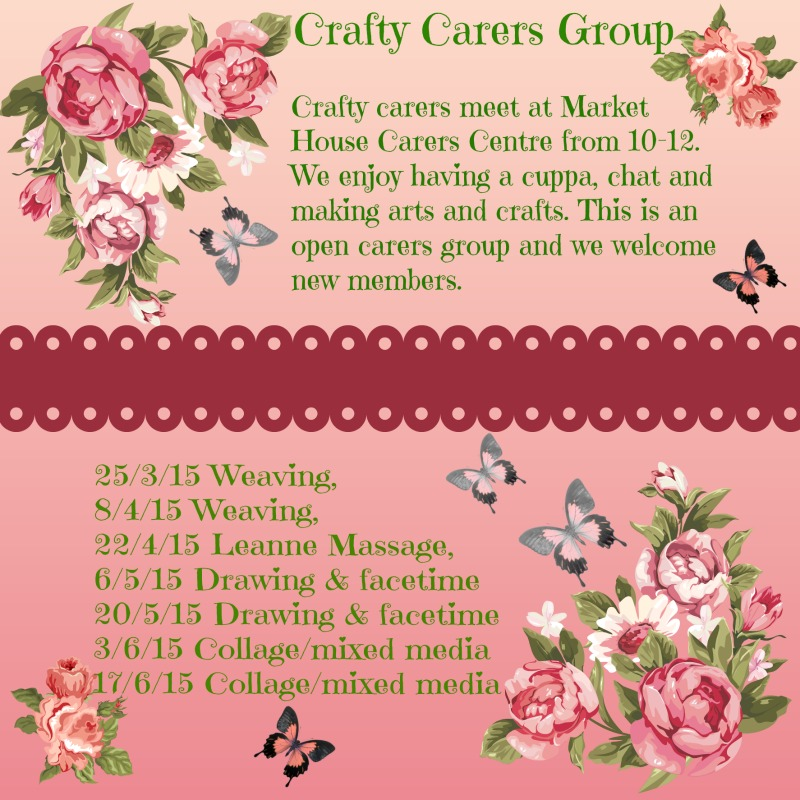 Crafty Carers Group
Crafty carers meet at Market
House Carers Centre from 10-12.
We enjoy having a cuppa, chat and
making arts and crafts. This is an
open carers group and we welcome
new members.
25/3/15 Weaving,
8/4/15 Weaving,
22/4/15 Leanne Massage,
6/5/15 Drawing & facetime
20/5/15 Drawing & facetime
3/6/15 Collage/mixed media
17/6/15 Collage/mixed media